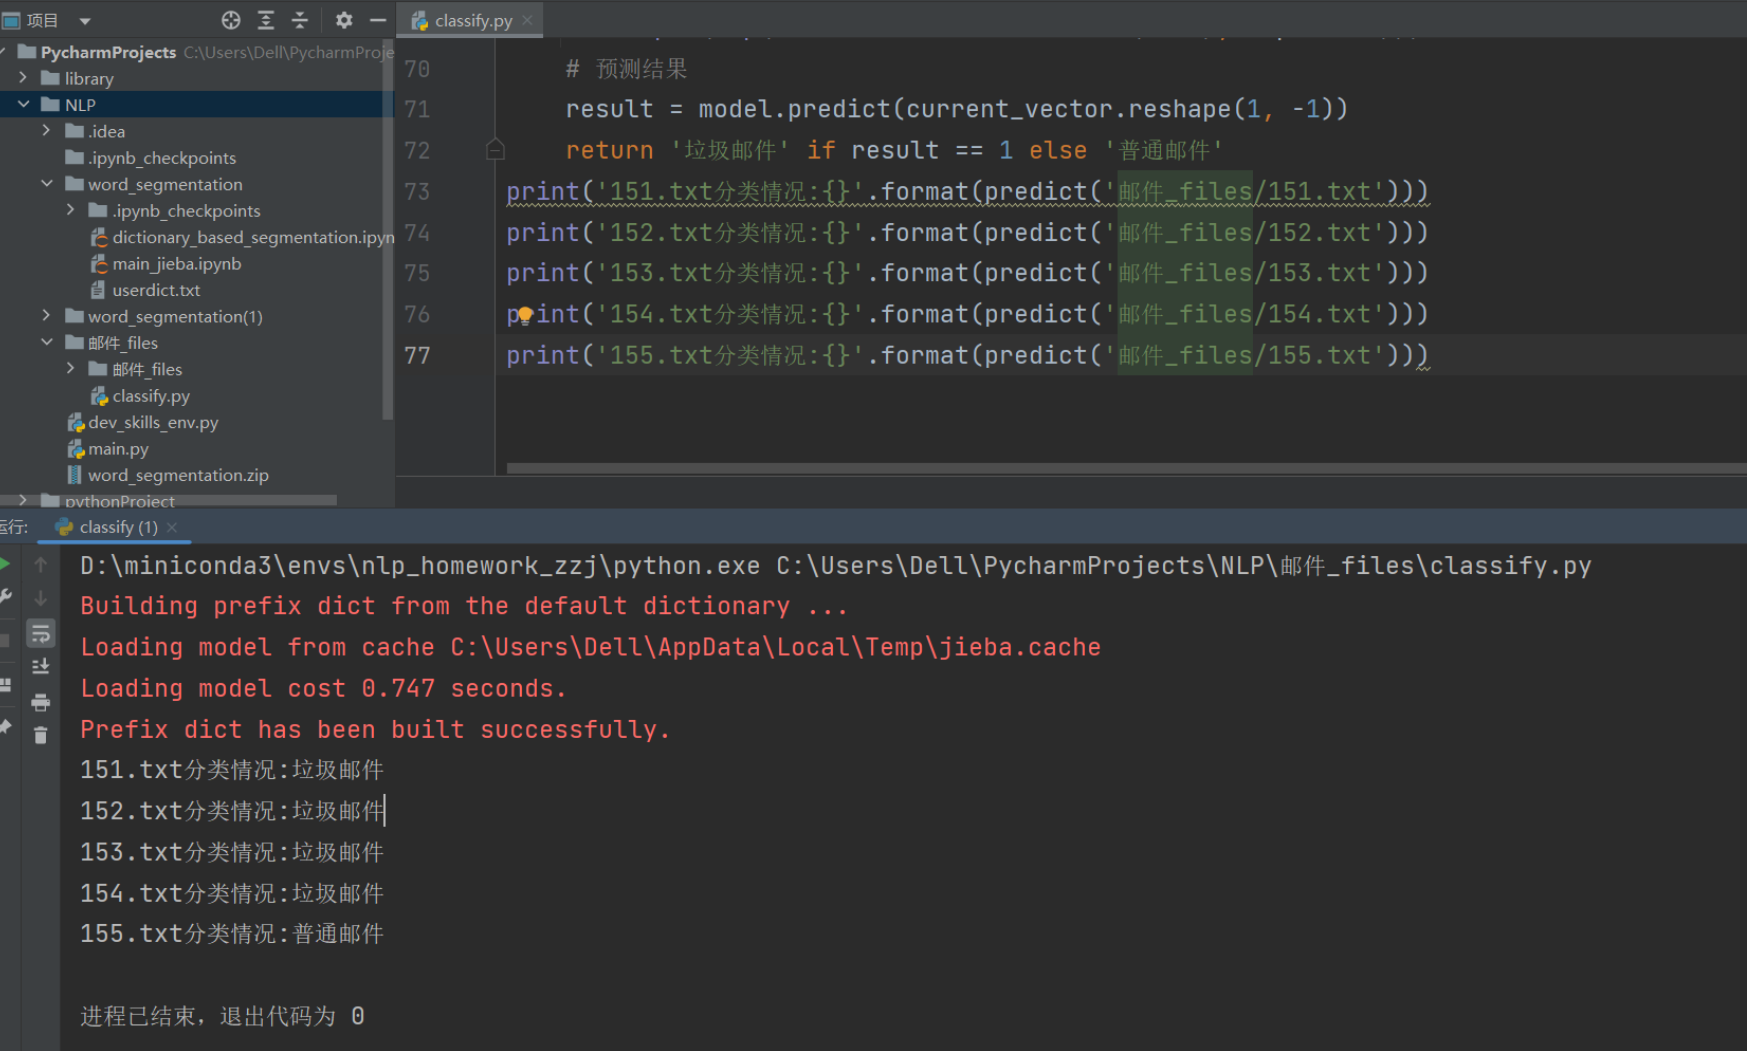 项目
classify.py
PycharmProjects C:\Users\Dell\PycharmProje
library
NLP
.idea
.ipynb_checkpoints
word_segmentation
.ipynb_checkpoints
dictionary_based_segmentation.ipyn
main_jieba.ipynb
userdict.txt
word_segmentation(1)
邮件_files
邮件_files
classify.py
dev_skills_env.py
main.py
word_segmentation.zip
pythonProject
70 # 预测结果
71 result = model.predict(current_vector.reshape(1, -1))
72 return '垃圾邮件' if result == 1 else '普通邮件'
73 print('151.txt分类情况:{}'.format(predict('邮件_files/151.txt')))
74 print('152.txt分类情况:{}'.format(predict('邮件_files/152.txt')))
75 print('153.txt分类情况:{}'.format(predict('邮件_files/153.txt')))
76 print('154.txt分类情况:{}'.format(predict('邮件_files/154.txt')))
77 print('155.txt分类情况:{}'.format(predict('邮件_files/155.txt')))
运行: classify (1)
D:\miniconda3\envs\nlp_homework_zzj\python.exe C:\Users\Dell\PycharmProjects\NLP\邮件_files\classify.py
Building prefix dict from the default dictionary ...
Loading model from cache C:\Users\Dell\AppData\Local\Temp\jieba.cache
Loading model cost 0.747 seconds.
Prefix dict has been built successfully.
151.txt分类情况:垃圾邮件
152.txt分类情况:垃圾邮件
153.txt分类情况:垃圾邮件
154.txt分类情况:垃圾邮件
155.txt分类情况:普通邮件
进程已结束，退出代码为 0